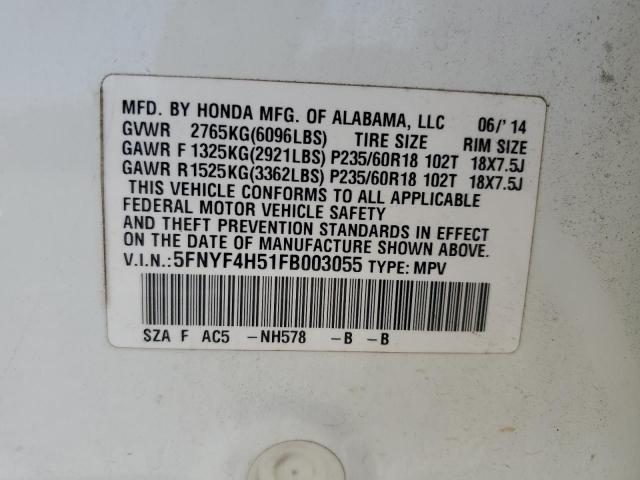 MFD. BY HONDA MFG. OF ALABAMA, LLC 06/' 14
GVWR 2765KG(6096LBS) TIRE SIZE RIM SIZE
GAWR F 1325KG(2921LBS) P235/60R18 102T 18X7.5J
GAWR R 1525KG(3362LBS) P235/60R18 102T 18X7.5J
THIS VEHICLE CONFORMS TO ALL APPLICABLE
FEDERAL MOTOR VEHICLE SAFETY
AND THEFT PREVENTION STANDARDS IN EFFECT
ON THE DATE OF MANUFACTURE SHOWN ABOVE.
V.I.N.:5FNYF4H51FB003055 TYPE: MPV
SZA F AC5 -NH578 -B -B